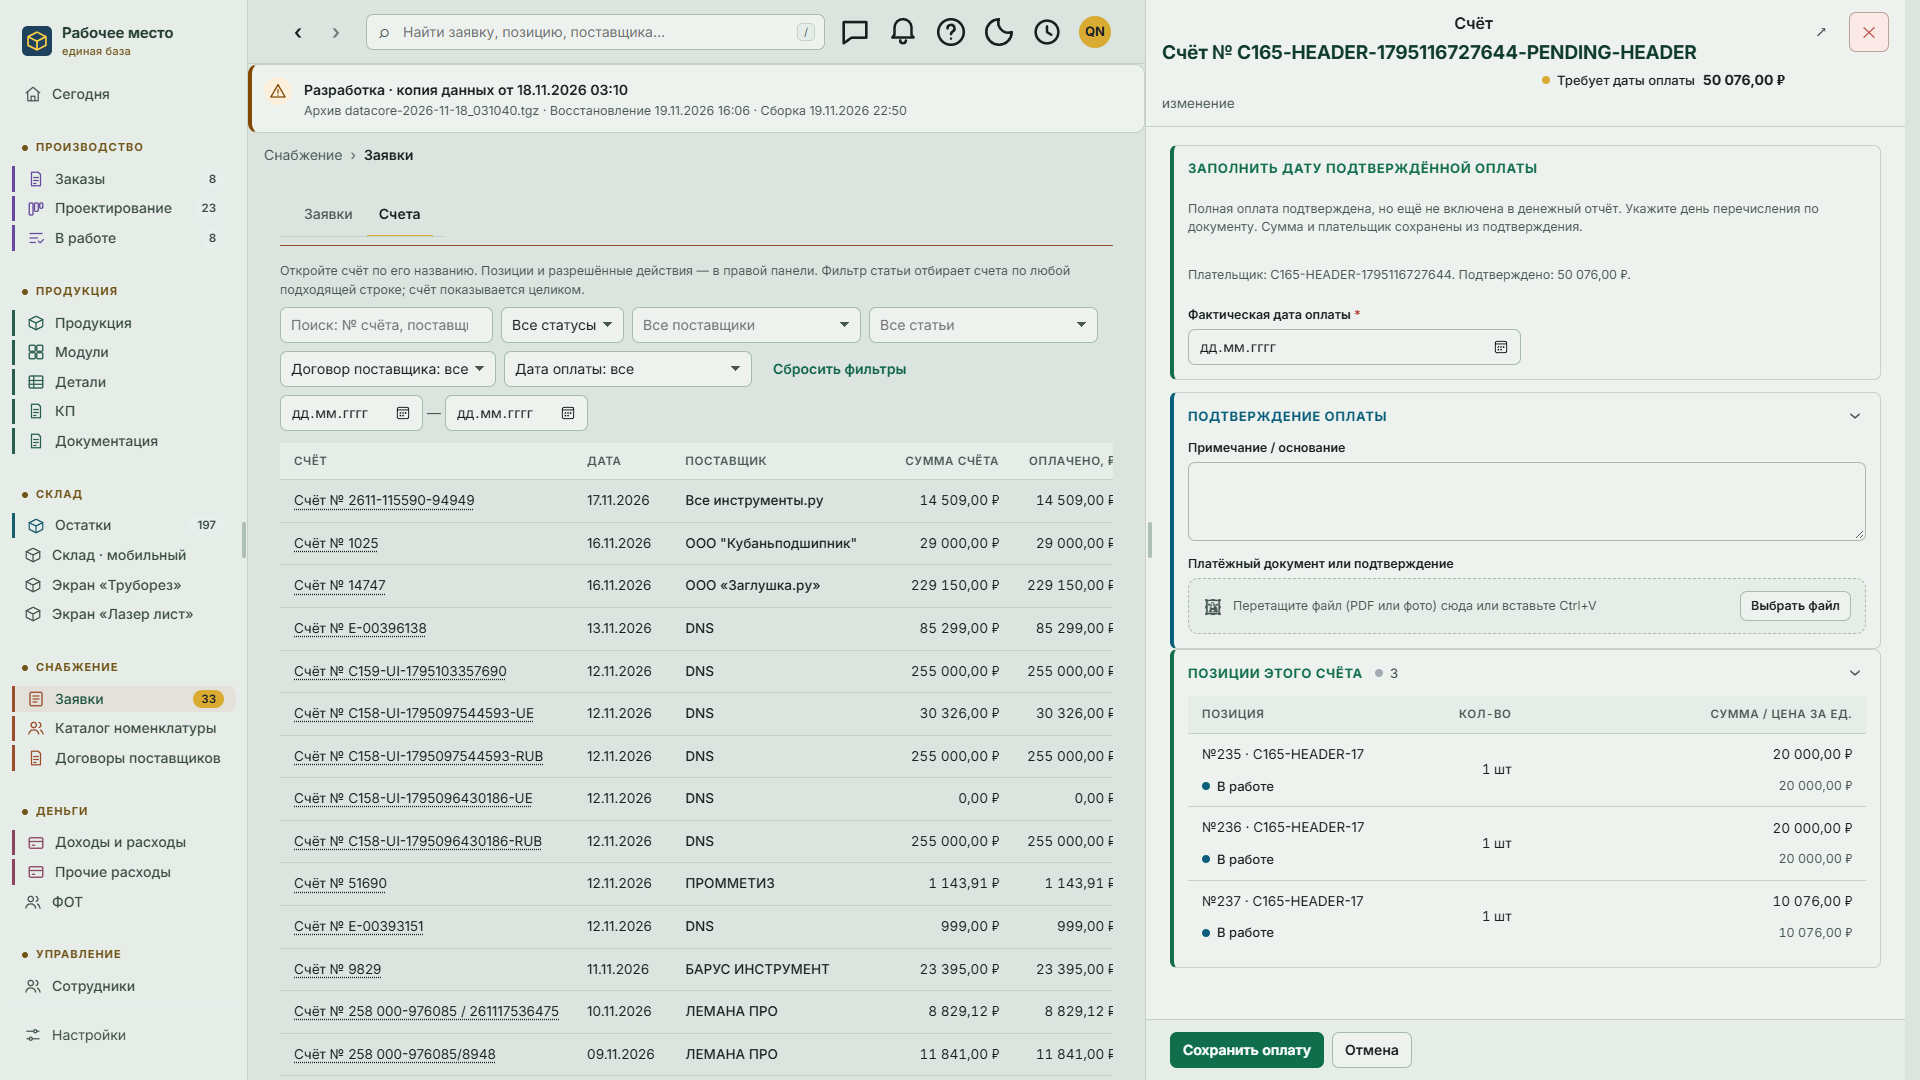 Рабочее место
единая база
Сегодня
ПРОИЗВОДСТВО
Заказы 8
Проектирование 23
В работе 8
ПРОДУКЦИЯ
Продукция
Модули
Детали
КП
Документация
СКЛАД
Остатки 197
Склад · мобильный
Экран «Труборез»
Экран «Лазер лист»
СНАБЖЕНИЕ
Заявки 33
Каталог номенклатуры
Договоры поставщиков
ДЕНЬГИ
Доходы и расходы
Прочие расходы
ФОТ
УПРАВЛЕНИЕ
Сотрудники
Настройки
Найти заявку, позицию, поставщика... /
QN
Разработка · копия данных от 18.11.2026 03:10
Архив datacore-2026-11-18_031040.tgz · Восстановление 19.11.2026 16:06 · Сборка 19.11.2026 22:50
Снабжение › Заявки
Заявки Счета
Откройте счёт по его названию. Позиции и разрешённые действия — в правой панели. Фильтр статьи отбирает счета по любой
подходящей строке; счёт показывается целиком.
Поиск: № счёта, поставщ Все статусы Все поставщики Все статьи
Договор поставщика: все Дата оплаты: все Сбросить фильтры
дд.мм.гггг — дд.мм.гггг
СЧЁТ ДАТА ПОСТАВЩИК СУММА СЧЁТА ОПЛАЧЕНО, ₽
Счёт № 2611-115590-94949 17.11.2026 Все инструменты.ру 14 509,00 ₽ 14 509,00 ₽
Счёт № 1025 16.11.2026 ООО "Кубаньподшипник" 29 000,00 ₽ 29 000,00 ₽
Счёт № 14747 16.11.2026 ООО «Заглушка.ру» 229 150,00 ₽ 229 150,00 ₽
Счёт № E-00396138 13.11.2026 DNS 85 299,00 ₽ 85 299,00 ₽
Счёт № C159-UI-1795103357690 12.11.2026 DNS 255 000,00 ₽ 255 000,00 ₽
Счёт № C158-UI-1795097544593-UE 12.11.2026 DNS 30 326,00 ₽ 30 326,00 ₽
Счёт № C158-UI-1795097544593-RUB 12.11.2026 DNS 255 000,00 ₽ 255 000,00 ₽
Счёт № C158-UI-1795096430186-UE 12.11.2026 DNS 0,00 ₽ 0,00 ₽
Счёт № C158-UI-1795096430186-RUB 12.11.2026 DNS 255 000,00 ₽ 255 000,00 ₽
Счёт № 51690 12.11.2026 ПРОММЕТИЗ 1 143,91 ₽ 1 143,91 ₽
Счёт № E-00393151 12.11.2026 DNS 999,00 ₽ 999,00 ₽
Счёт № 9829 11.11.2026 БАРУС ИНСТРУМЕНТ 23 395,00 ₽ 23 395,00 ₽
Счёт № 258 000-976085 / 261117536475 10.11.2026 ЛЕМАНА ПРО 8 829,12 ₽ 8 829,12 ₽
Счёт № 258 000-976085/8948 09.11.2026 ЛЕМАНА ПРО 11 841,00 ₽ 11 841,00 ₽
Счёт
Счёт № C165-HEADER-1795116727644-PENDING-HEADER
Требует даты оплаты 50 076,00 ₽
изменение
ЗАПОЛНИТЬ ДАТУ ПОДТВЕРЖДЁННОЙ ОПЛАТЫ
Полная оплата подтверждена, но ещё не включена в денежный отчёт. Укажите день перечисления по
документу. Сумма и плательщик сохранены из подтверждения.
Плательщик: C165-HEADER-1795116727644. Подтверждено: 50 076,00 ₽.
Фактическая дата оплаты *
дд.мм.гггг
ПОДТВЕРЖДЕНИЕ ОПЛАТЫ
Примечание / основание
Платёжный документ или подтверждение
Перетащите файл (PDF или фото) сюда или вставьте Ctrl+V Выбрать файл
ПОЗИЦИИ ЭТОГО СЧЁТА 3
ПОЗИЦИЯ КОЛ-ВО СУММА / ЦЕНА ЗА ЕД.
№235 · C165-HEADER-17 20 000,00 ₽
1 шт
В работе 20 000,00 ₽
№236 · C165-HEADER-17 20 000,00 ₽
1 шт
В работе 20 000,00 ₽
№237 · C165-HEADER-17 10 076,00 ₽
1 шт
В работе 10 076,00 ₽
Сохранить оплату Отмена